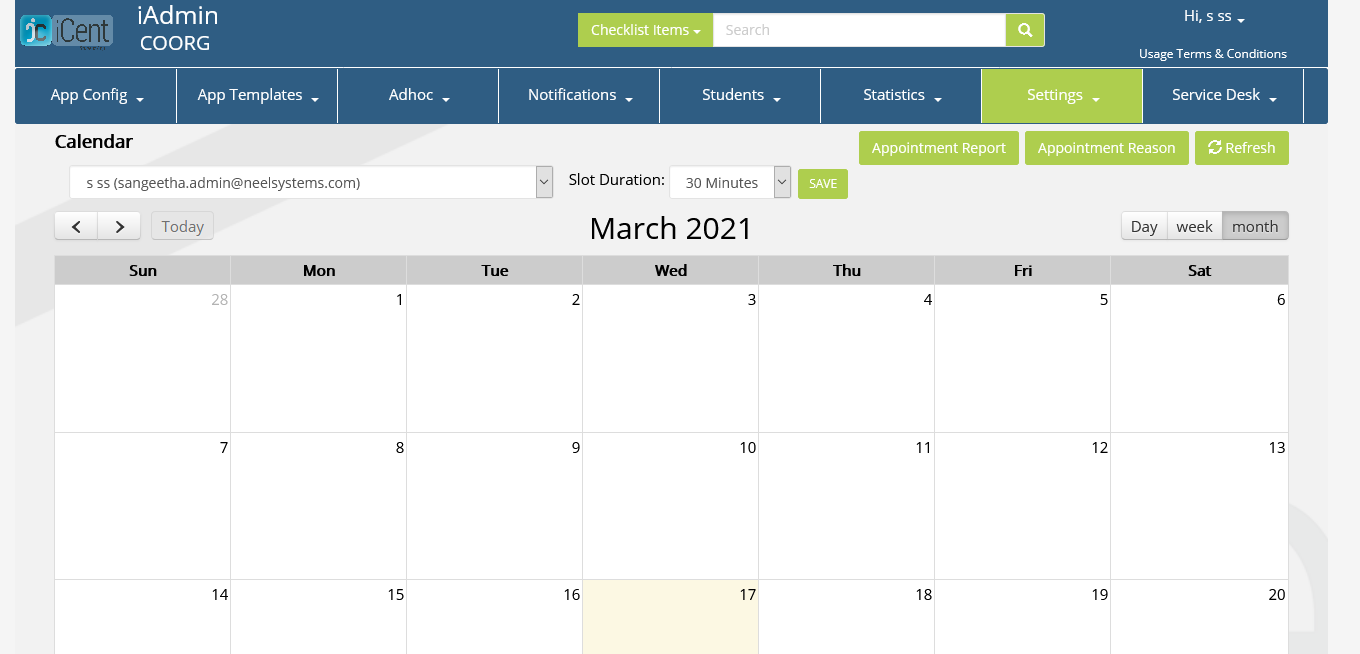 iCent
iAdmin
COORG
Checklist Items
Search
Hi, s ss
Usage Terms & Conditions
App Config
App Templates
Adhoc
Notifications
Students
Statistics
Settings
Service Desk
Calendar
Appointment Report
Appointment Reason
Refresh
s ss (sangeetha.admin@neelsystems.com)
Slot Duration:
30 Minutes
SAVE
Today
March 2021
Day
week
month
Sun Mon Tue Wed Thu Fri Sat
28 1 2 3 4 5 6
7 8 9 10 11 12 13
14 15 16 17 18 19 20